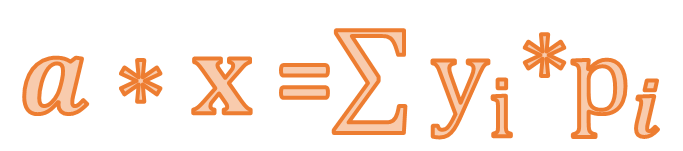 a * x = ∑ yᵢ * pᵢ